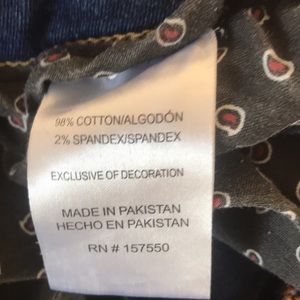 98% COTTON/ALGODÓN
2% SPANDEX/SPANDEX
EXCLUSIVE OF DECORATION
MADE IN PAKISTAN
HECHO EN PAKISTAN
RN # 157550